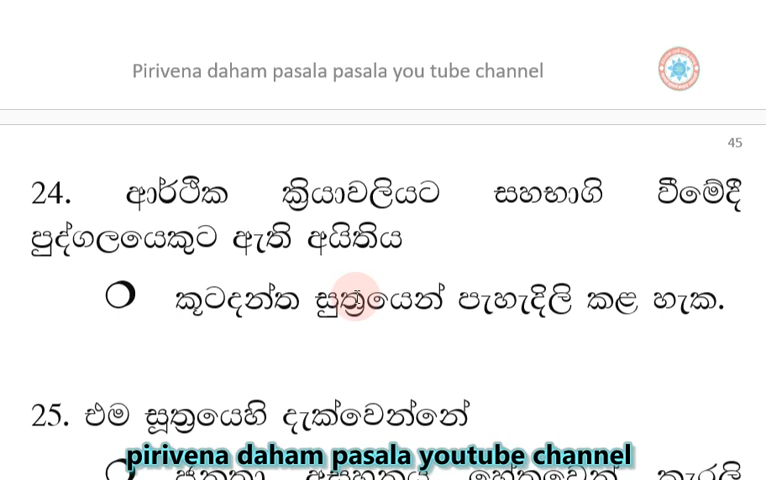 Pirivena daham pasala pasala you tube channel
45
24. ආර්ථික ක්‍රියාවලියට සහභාගි වීමේදී
පුද්ගලයෙකුට ඇති අයිතිය
කූටදන්ත සුත්‍රයෙන් පැහැදිලි කළ හැක.
25. එම සූත්‍රයෙහි දැක්වෙන්නේ
pirivena daham pasala youtube channel